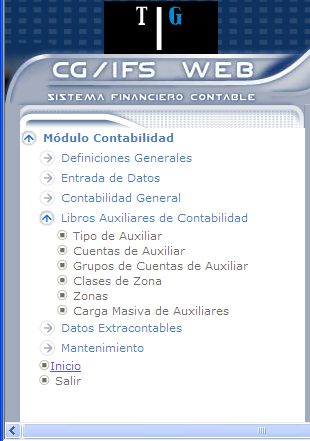 T G
CG/IFS WEB
SISTEMA FINANCIERO CONTABLE
Módulo Contabilidad
Definiciones Generales
Entrada de Datos
Contabilidad General
Libros Auxiliares de Contabilidad
Tipo de Auxiliar
Cuentas de Auxiliar
Grupos de Cuentas de Auxiliar
Clases de Zona
Zonas
Carga Masiva de Auxiliares
Datos Extracontables
Mantenimiento
Inicio
Salir